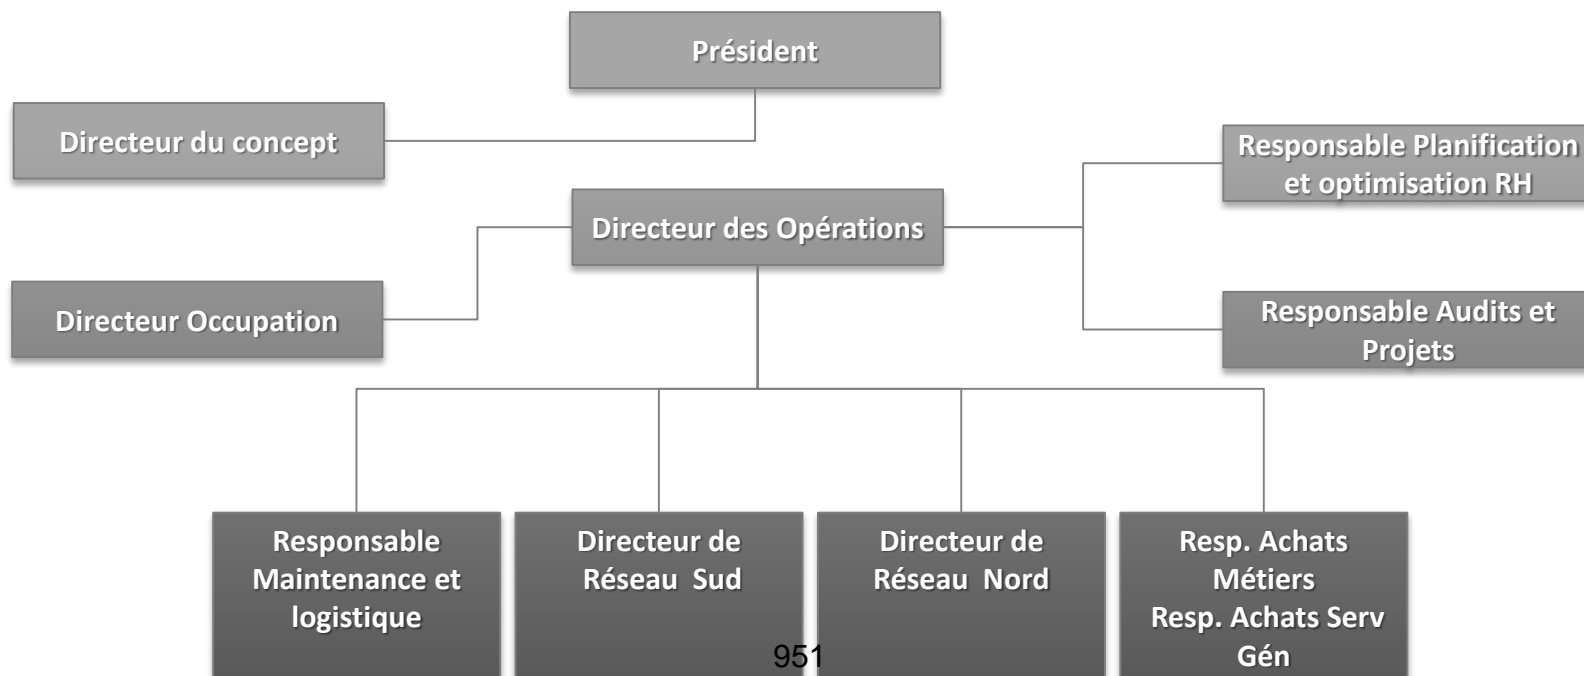 Président
Directeur du concept
Responsable Planification
et optimisation RH
Directeur des Opérations
Directeur Occupation
Responsable Audits et
Projets
Responsable
Maintenance et
logistique
Directeur de
Réseau Sud
Directeur de
Réseau Nord
Resp. Achats
Métiers
Resp. Achats Serv
Gén
951